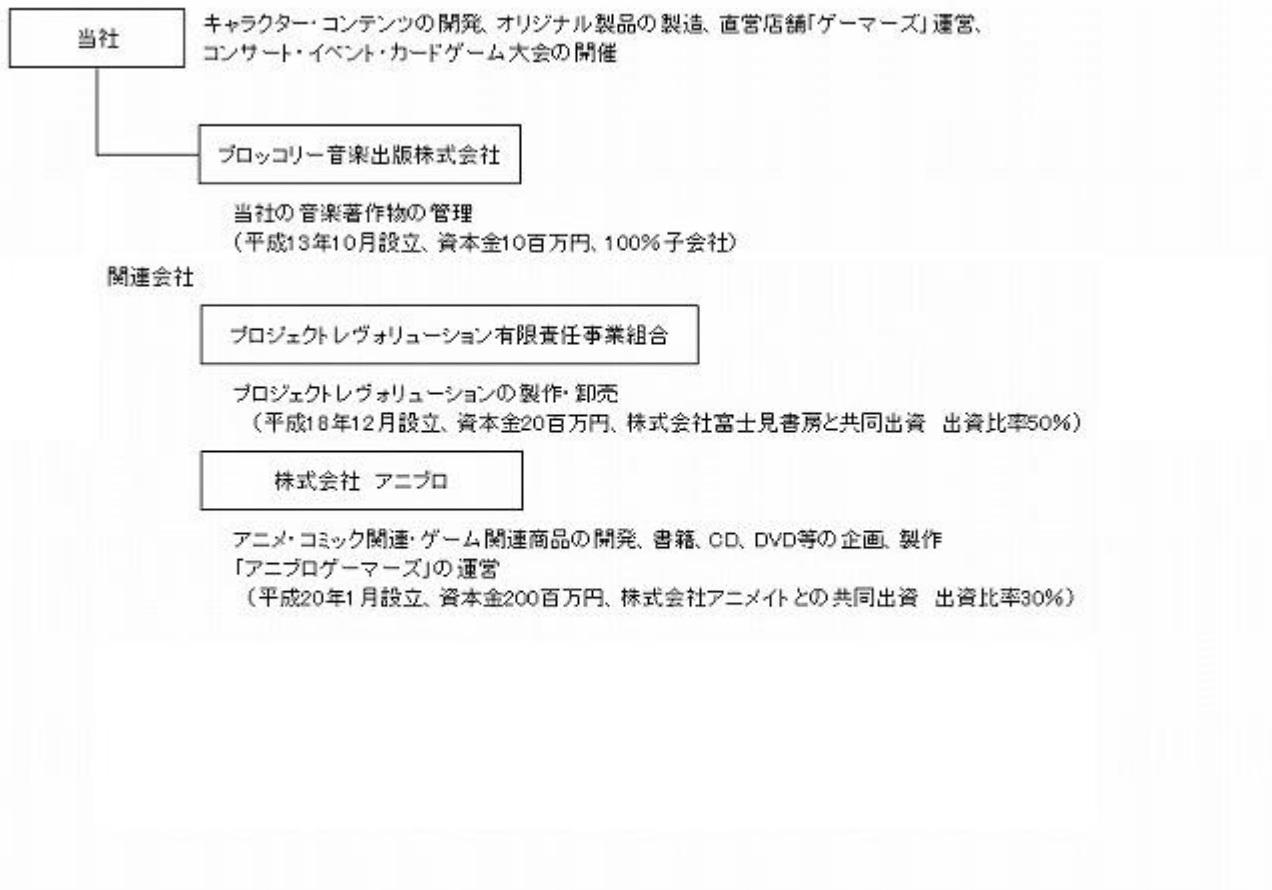 当社
キャラクター・コンテンツの開発、オリジナル製品の製造、直営店舗「ゲーマーズ」運営、
コンサート・イベント・カードゲーム大会の開催
ブロッコリー音楽出版株式会社
当社の音楽著作物の管理
（平成13年10月設立、資本金10百万円、100％子会社）
関連会社
プロジェクトレヴォリューション有限責任事業組合
プロジェクトレヴォリューションの製作・卸売
（平成18年12月設立、資本金20百万円、株式会社富士見書房と共同出資　出資比率50％）
株式会社 アニブロ
アニメ・コミック関連・ゲーム関連商品の開発、書籍、CD、DVD等の企画、製作
「アニブロゲーマーズ」の運営
（平成20年1月設立、資本金200百万円、株式会社アニメイトとの共同出資　出資比率30％）